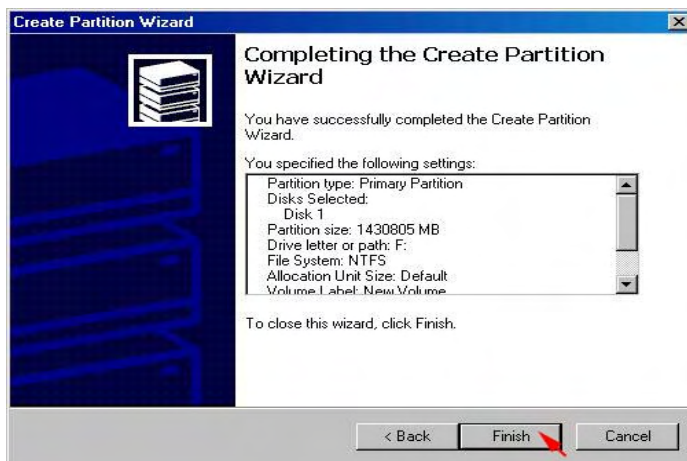 Create Partition Wizard
Completing the Create Partition
Wizard
You have successfully completed the Create Partition
Wizard.
You specified the following settings:
Partition type: Primary Partition
Disks Selected:
Disk 1
Partition size: 1430805 MB
Drive letter or path: F:
File System: NTFS
Allocation Unit Size: Default
Volume Label: New Volume
To close this wizard, click Finish.
< Back
Finish
Cancel